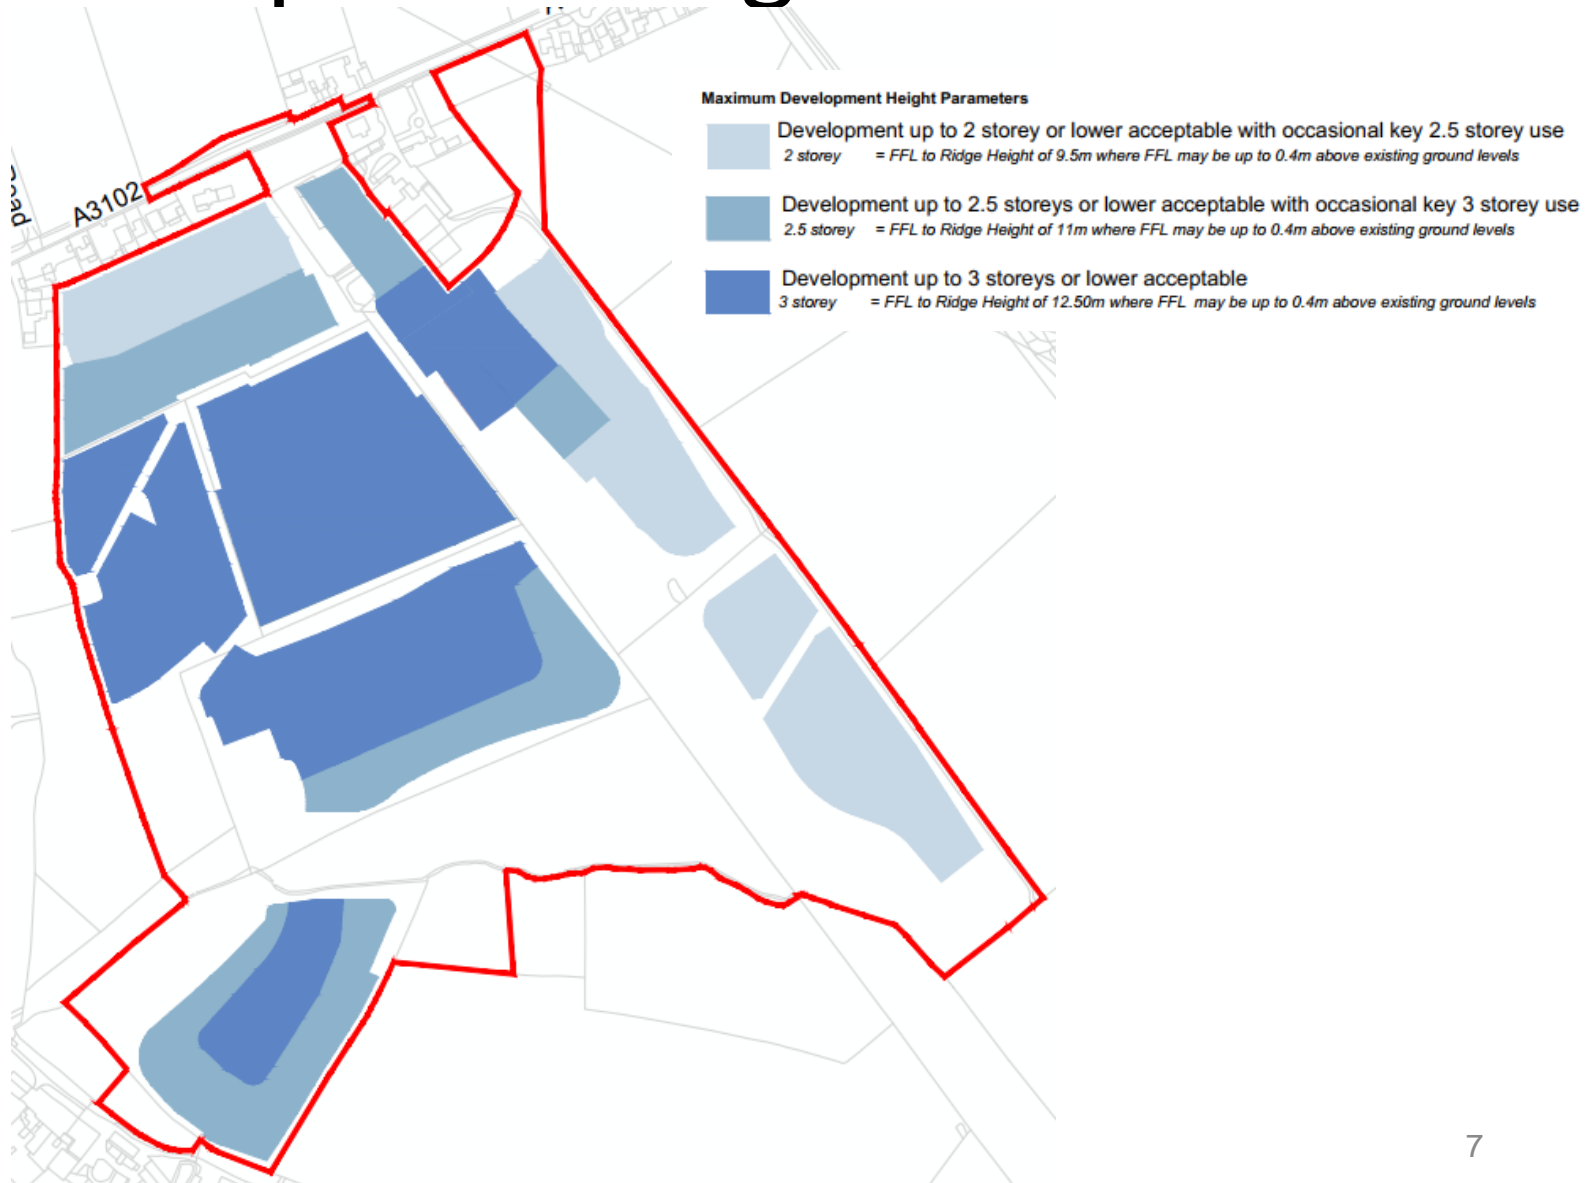 Maximum Development Height Parameters
Development up to 2 storey or lower acceptable with occasional key 2.5 storey use
2 storey = FFL to Ridge Height of 9.5m where FFL may be up to 0.4m above existing ground levels
Development up to 2.5 storeys or lower acceptable with occasional key 3 storey use
2.5 storey = FFL to Ridge Height of 11m where FFL may be up to 0.4m above existing ground levels
Development up to 3 storeys or lower acceptable
3 storey = FFL to Ridge Height of 12.50m where FFL may be up to 0.4m above existing ground levels
A3102
7